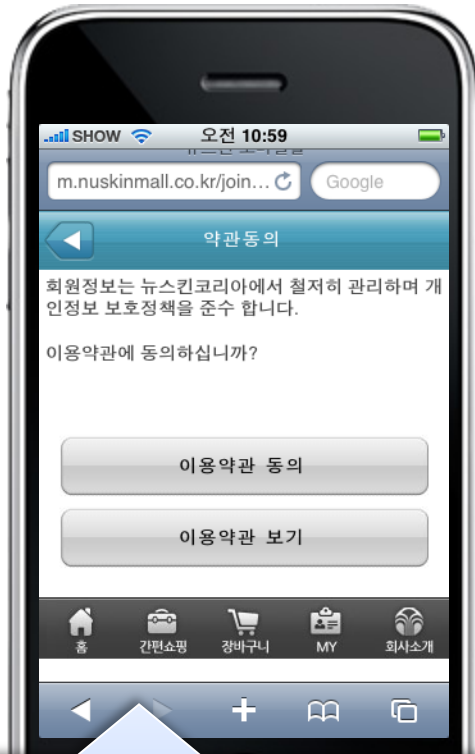 SHOW 오전 10:59
m.nuskinmall.co.kr/join... Google
약관동의
회원정보는 뉴스킨코리아에서 철저히 관리하며 개
인정보 보호정책을 준수 합니다.
이용약관에 동의하십니까?
이용약관 동의
이용약관 보기
홈 간편쇼핑 장바구니 MY 회사소개